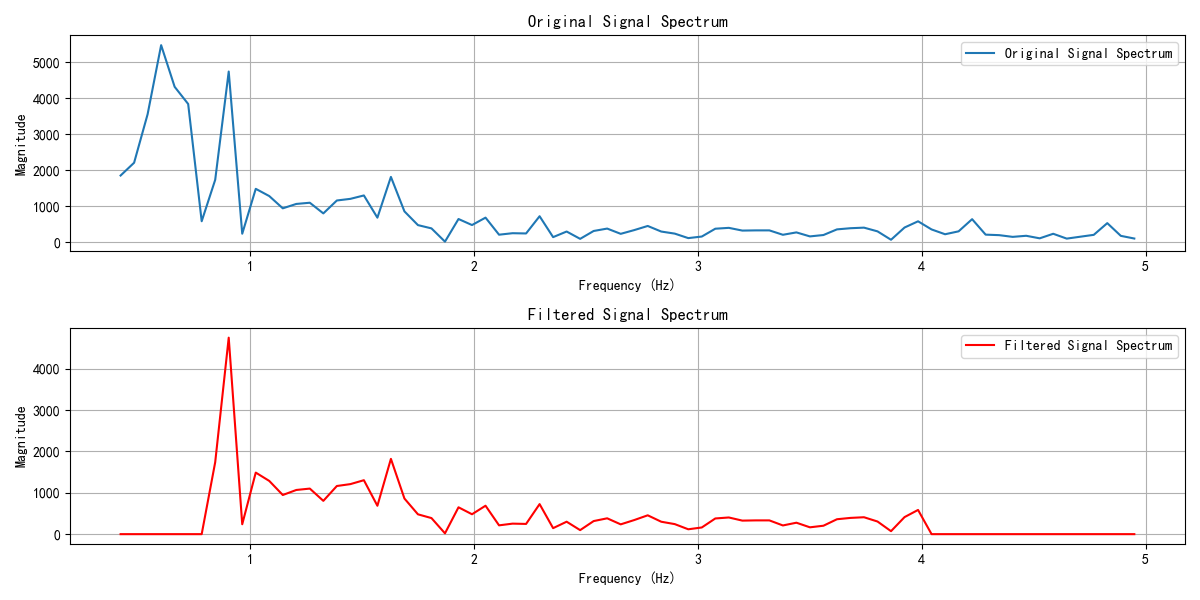 Original Signal Spectrum
Original Signal Spectrum
Magnitude
5000
4000
3000
2000
1000
0
1 2 3 4 5
Frequency (Hz)
Filtered Signal Spectrum
Filtered Signal Spectrum
Magnitude
4000
3000
2000
1000
0
1 2 3 4 5
Frequency (Hz)